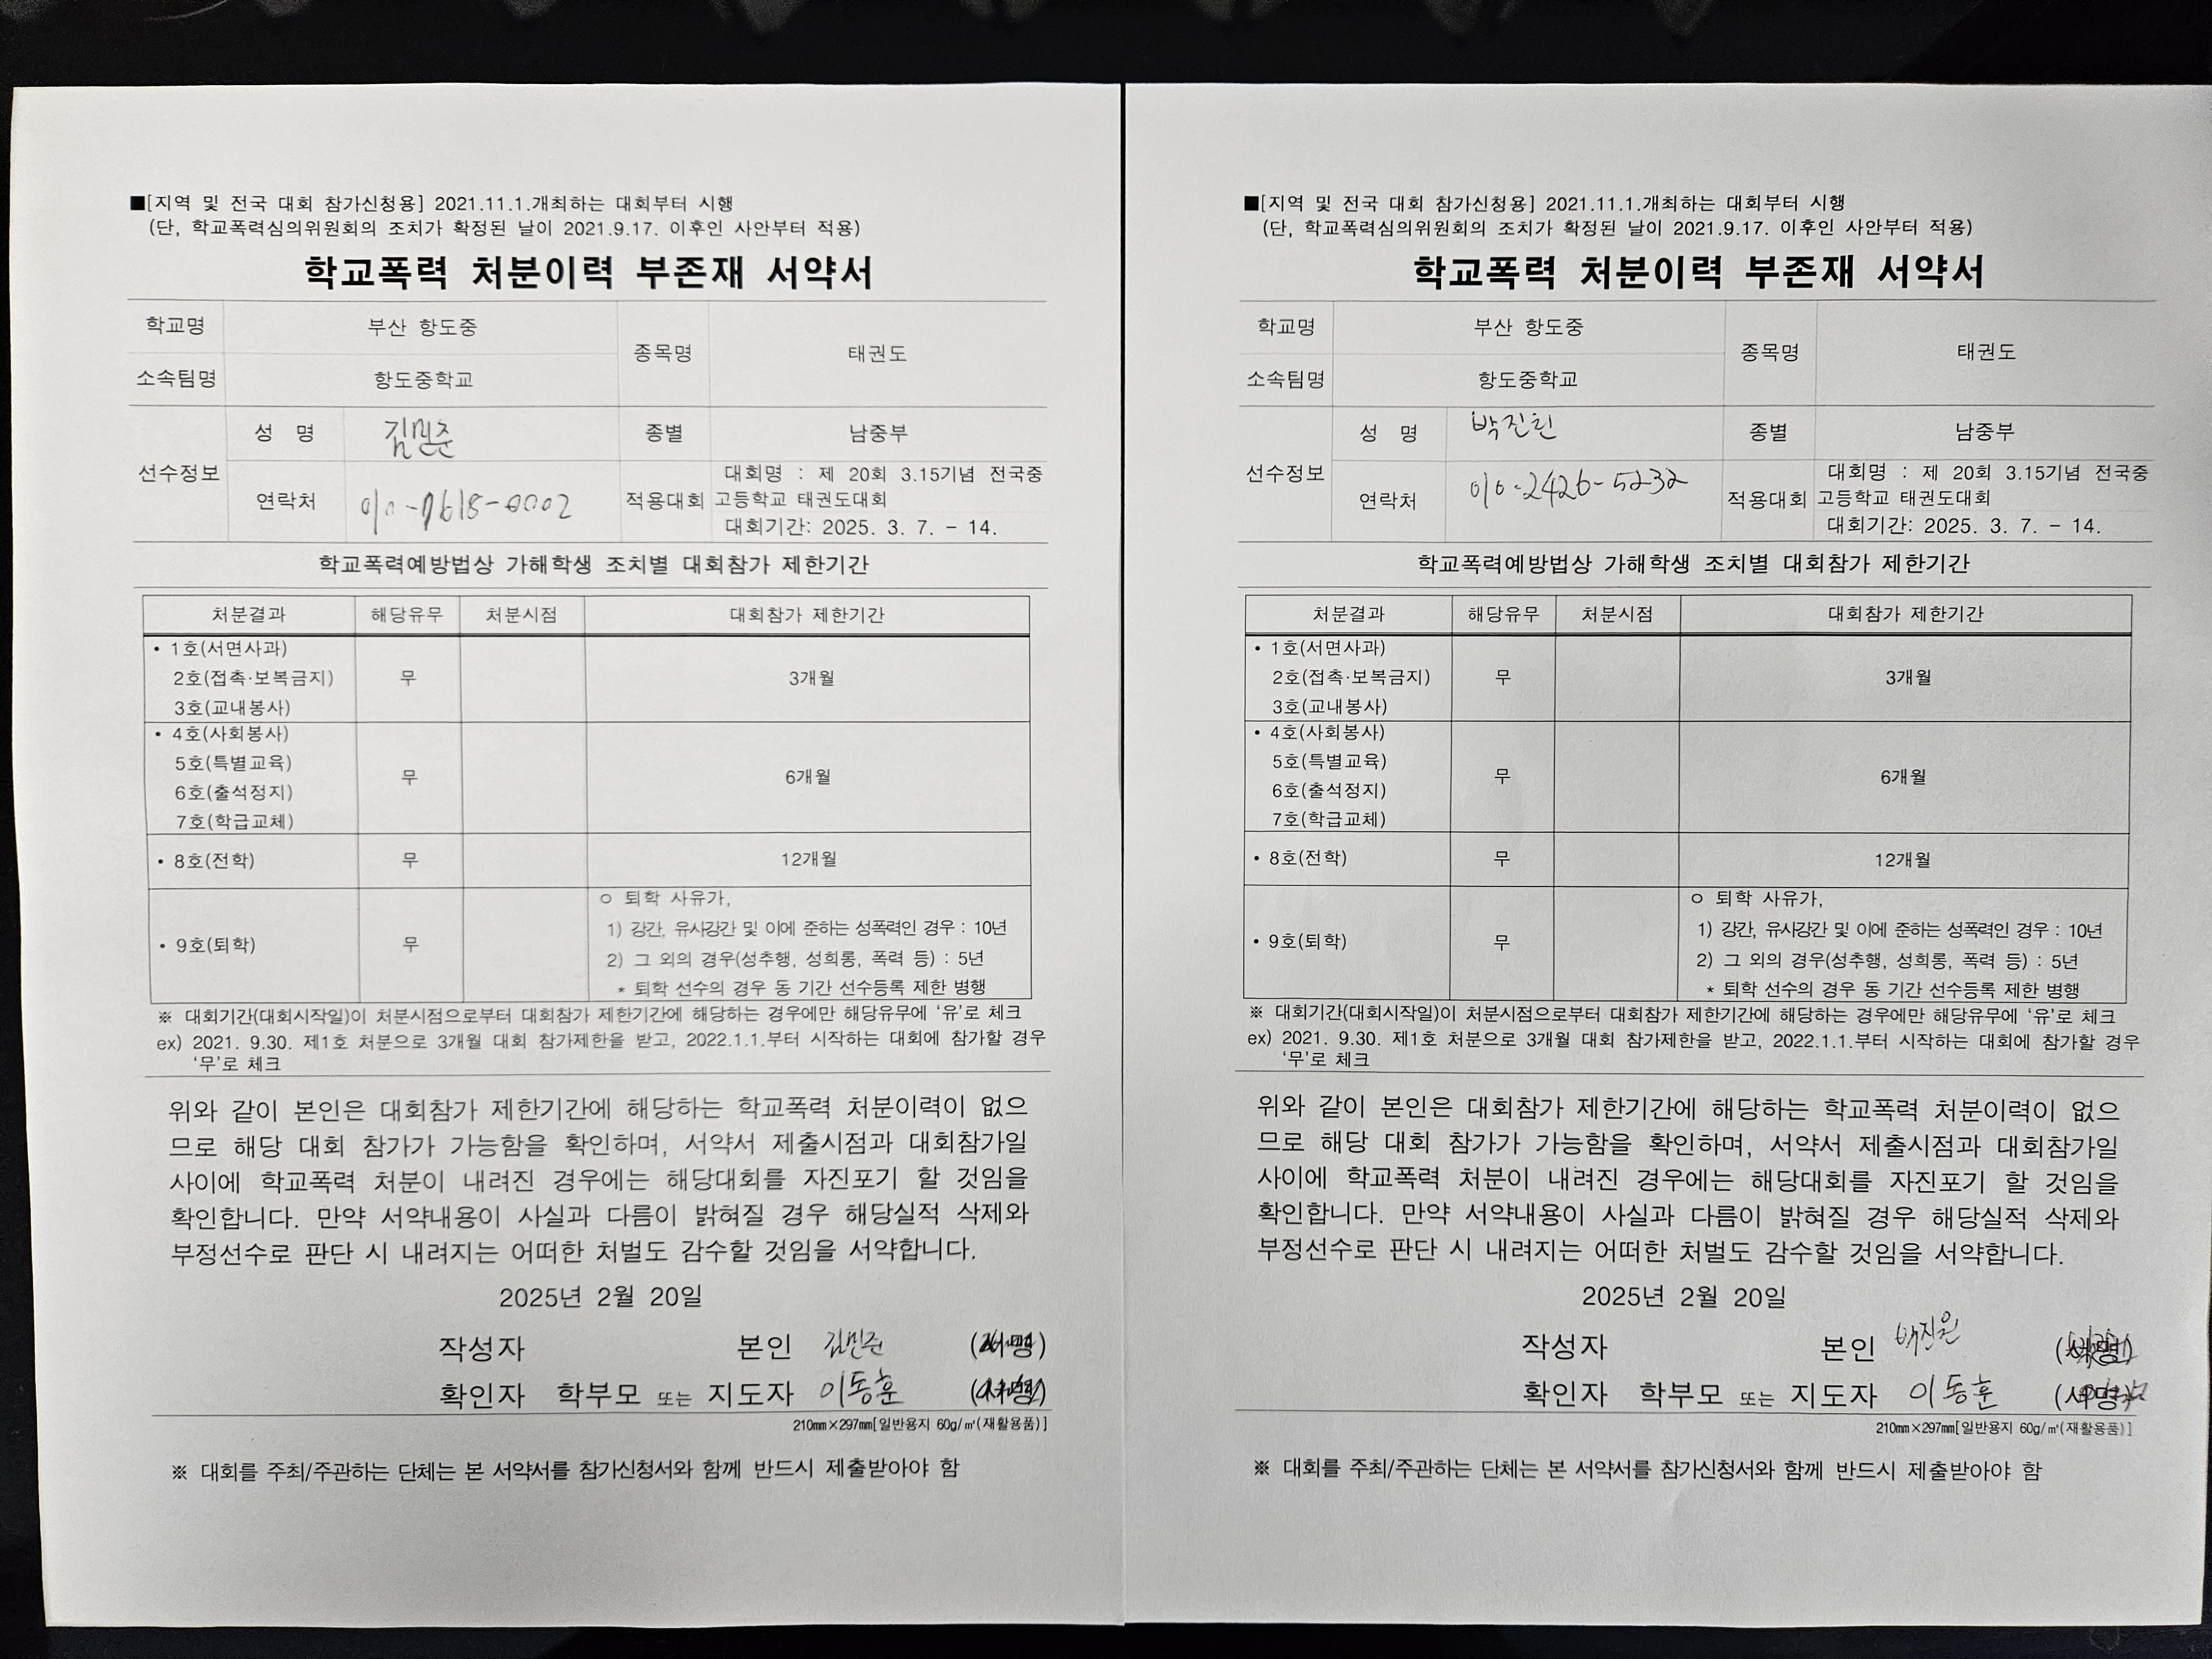 ■[지역 및 전국 대회 참가신청용] 2021.11.1.개최하는 대회부터 시행
(단, 학교폭력심의위원회의 조치가 확정된 날이 2021.9.17. 이후인 사안부터 적용)
학교폭력 처분이력 부존재 서약서
학교명 부산 항도중
종목명 태권도
소속팀명 항도중학교
선수정보
성 명 김민준 종별 남중부
연락처 010-7618-0002 적용대회
대회명 : 제 20회 3.15기념 전국중
고등학교 태권도대회
대회기간: 2025. 3. 7. - 14.
학교폭력예방법상 가해학생 조치별 대회참가 제한기간
처분결과 해당유무 처분시점 대회참가 제한기간
• 1호(서면사과)
2호(접촉·보복금지) 무 3개월
3호(교내봉사)
• 4호(사회봉사)
5호(특별교육)
무 6개월
6호(출석정지)
7호(학급교체)
• 8호(전학) 무 12개월
• 9호(퇴학) 무
ㅇ 퇴학 사유가,
1) 강간, 유사강간 및 이에 준하는 성폭력인 경우 : 10년
2) 그 외의 경우(성추행, 성희롱, 폭력 등) : 5년
* 퇴학 선수의 경우 동 기간 선수등록 제한 병행
※ 대회기간(대회시작일)이 처분시점으로부터 대회참가 제한기간에 해당하는 경우에만 해당유무에 ‘유’로 체크
ex) 2021. 9.30. 제1호 처분으로 3개월 대회 참가제한을 받고, 2022.1.1.부터 시작하는 대회에 참가할 경우
‘무’로 체크
위와 같이 본인은 대회참가 제한기간에 해당하는 학교폭력 처분이력이 없으
므로 해당 대회 참가가 가능함을 확인하며, 서약서 제출시점과 대회참가일
사이에 학교폭력 처분이 내려진 경우에는 해당대회를 자진포기 할 것임을
확인합니다. 만약 서약내용이 사실과 다름이 밝혀질 경우 해당실적 삭제와
부정선수로 판단 시 내려지는 어떠한 처벌도 감수할 것임을 서약합니다.
2025년 2월 20일
작성자 본인 김민준 (서명)
확인자 학부모 또는 지도자 이동훈 (서명)
210㎜×297㎜[일반용지 60g/㎡(재활용품)]
※ 대회를 주최/주관하는 단체는 본 서약서를 참가신청서와 함께 반드시 제출받아야 함
■[지역 및 전국 대회 참가신청용] 2021.11.1.개최하는 대회부터 시행
(단, 학교폭력심의위원회의 조치가 확정된 날이 2021.9.17. 이후인 사안부터 적용)
학교폭력 처분이력 부존재 서약서
학교명 부산 항도중
종목명 태권도
소속팀명 항도중학교
선수정보
성 명 박진원 종별 남중부
연락처 010-2426-5232 적용대회
대회명 : 제 20회 3.15기념 전국중
고등학교 태권도대회
대회기간: 2025. 3. 7. - 14.
학교폭력예방법상 가해학생 조치별 대회참가 제한기간
처분결과 해당유무 처분시점 대회참가 제한기간
• 1호(서면사과)
2호(접촉·보복금지) 무 3개월
3호(교내봉사)
• 4호(사회봉사)
5호(특별교육)
무 6개월
6호(출석정지)
7호(학급교체)
• 8호(전학) 무 12개월
• 9호(퇴학) 무
ㅇ 퇴학 사유가,
1) 강간, 유사강간 및 이에 준하는 성폭력인 경우 : 10년
2) 그 외의 경우(성추행, 성희롱, 폭력 등) : 5년
* 퇴학 선수의 경우 동 기간 선수등록 제한 병행
※ 대회기간(대회시작일)이 처분시점으로부터 대회참가 제한기간에 해당하는 경우에만 해당유무에 ‘유’로 체크
ex) 2021. 9.30. 제1호 처분으로 3개월 대회 참가제한을 받고, 2022.1.1.부터 시작하는 대회에 참가할 경우
‘무’로 체크
위와 같이 본인은 대회참가 제한기간에 해당하는 학교폭력 처분이력이 없으
므로 해당 대회 참가가 가능함을 확인하며, 서약서 제출시점과 대회참가일
사이에 학교폭력 처분이 내려진 경우에는 해당대회를 자진포기 할 것임을
확인합니다. 만약 서약내용이 사실과 다름이 밝혀질 경우 해당실적 삭제와
부정선수로 판단 시 내려지는 어떠한 처벌도 감수할 것임을 서약합니다.
2025년 2월 20일
작성자 본인 박진원 (서명)
확인자 학부모 또는 지도자 이동훈 (서명)
210㎜×297㎜[일반용지 60g/㎡(재활용품)]
※ 대회를 주최/주관하는 단체는 본 서약서를 참가신청서와 함께 반드시 제출받아야 함